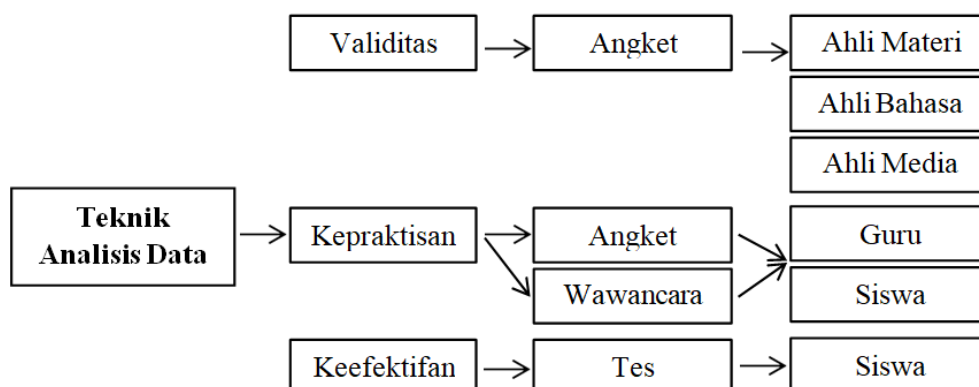 Validitas
Angket
Ahli Materi
Ahli Bahasa
Ahli Media
Teknik
Analisis Data
Kepraktisan
Angket
Guru
Wawancara
Siswa
Keefektifan
Tes
Siswa